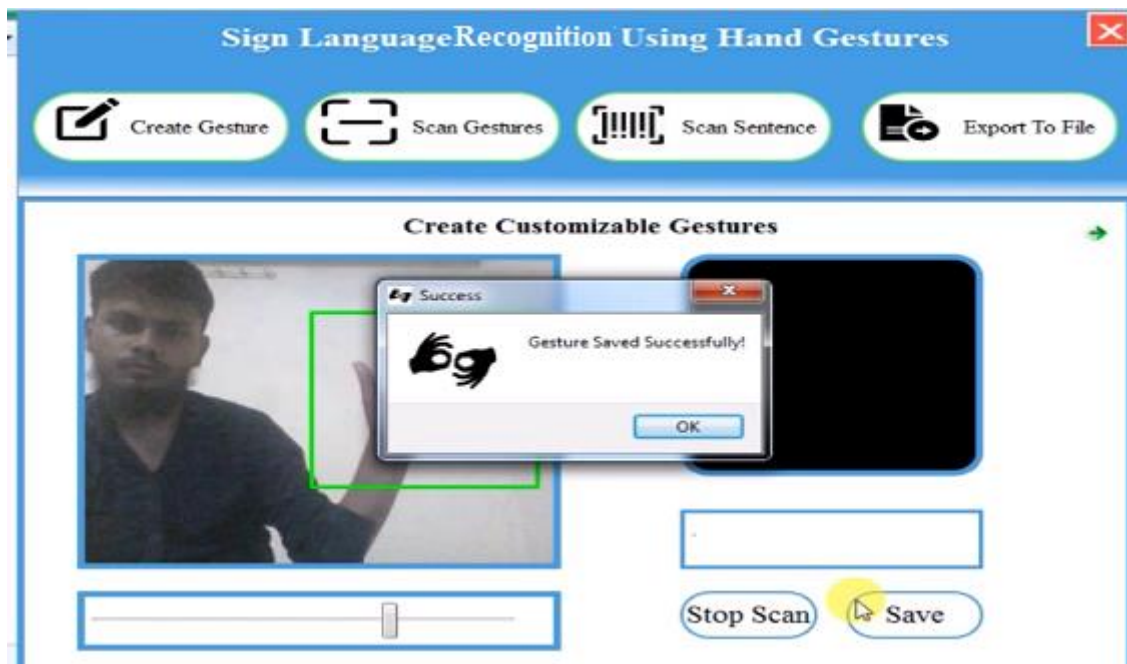 Sign LanguageRecognition Using Hand Gestures
Create Gesture
Scan Gestures
Scan Sentence
Export To File
Create Customizable Gestures
Success
Gesture Saved Successfully!
OK
Stop Scan
Save